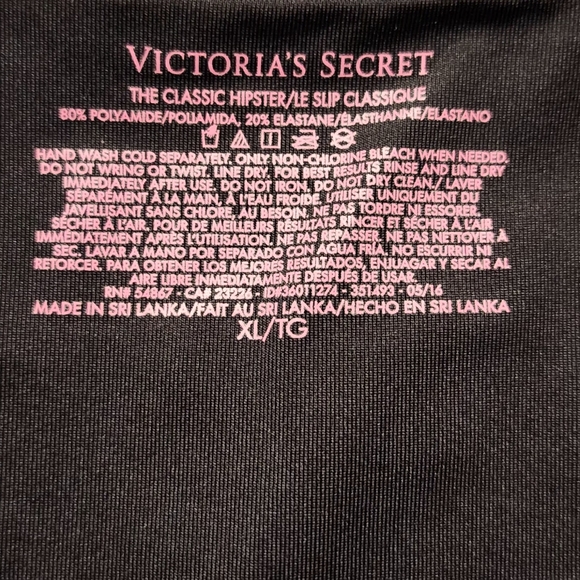 VICTORIA'S SECRET
THE CLASSIC HIPSTER/LE SLIP CLASSIQUE
80% POLYAMIDE/POLIAMIDA, 20% ELASTANE/ÉLASTHANNE/ELASTANO
HAND WASH COLD SEPARATELY. ONLY NON-CHLORINE BLEACH WHEN NEEDED.
DO NOT WRING OR TWIST. LINE DRY. FOR BEST RESULTS RINSE AND LINE DRY
IMMEDIATELY AFTER USE. DO NOT IRON. DO NOT DRY CLEAN./ LAVER
SÉPARÉMENT À LA MAIN, À L'EAU FROIDE. UTILISER UNIQUEMENT DU
JAVELLISANT SANS CHLORE, AU BESOIN. NE PAS TORDRE NI ESSORER.
SÉCHER À L'AIR. POUR DE MEILLEURS RÉSULTATS RINCER ET SÉCHER À L'AIR
IMMÉDIATEMENT APRÈS L'UTILISATION. NE PAS REPASSER. NE PAS NETTOYER À
SEC. LAVAR A MANO POR SEPARADO CON AGUA FRÍA. NO ESCURRIR NI
RETORCER. PARA OBTENER LOS MEJORES RESULTADOS, ENJUAGAR Y SECAR AL
AIRE LIBRE INMEDIATAMENTE DESPUÉS DE USAR.
RN# 54867 - CA# 23226 - ID#36011274 - 351493 - 05/16
MADE IN SRI LANKA/FAIT AU SRI LANKA/HECHO EN SRI LANKA
XL/TG